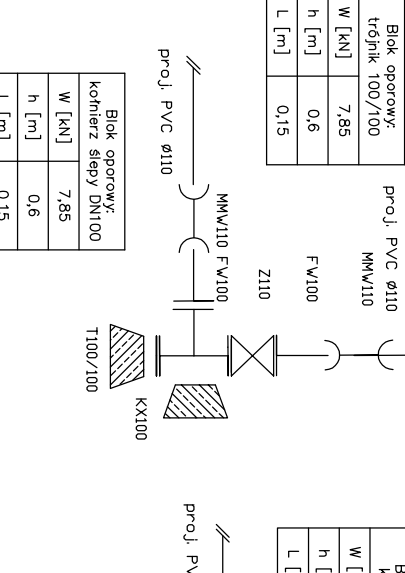 Blok oporowy:
trójnik 100/100
W [kN] 7,85
h [m] 0,6
L [m] 0,15
proj. PVC Ø110
MMW110
FW100
Z110
MMW110 FW100
proj. PVC Ø110
KX100
T100/100
Blok oporowy:
kołnierz ślepy DN100
W [kN] 7,85
h [m] 0,6
L [m] 0,15
W [
h [
L [
proj. PV